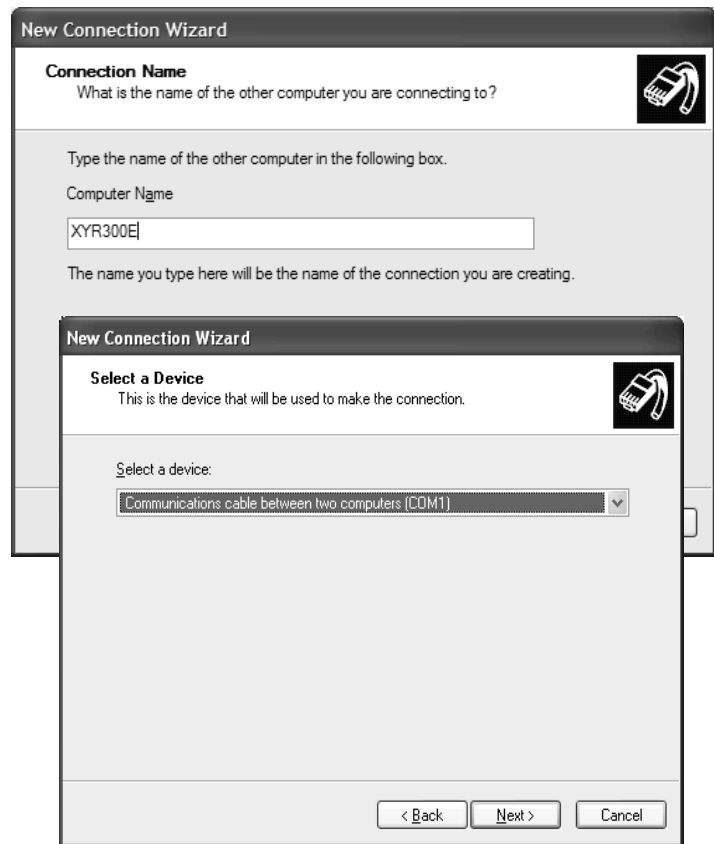 New Connection Wizard
Connection Name
What is the name of the other computer you are connecting to?
Type the name of the other computer in the following box.
Computer Name
XYR300E
The name you type here will be the name of the connection you are creating.
New Connection Wizard
Select a Device
This is the device that will be used to make the connection.
Select a device:
Communications cable between two computers (COM1)
< Back Next > Cancel